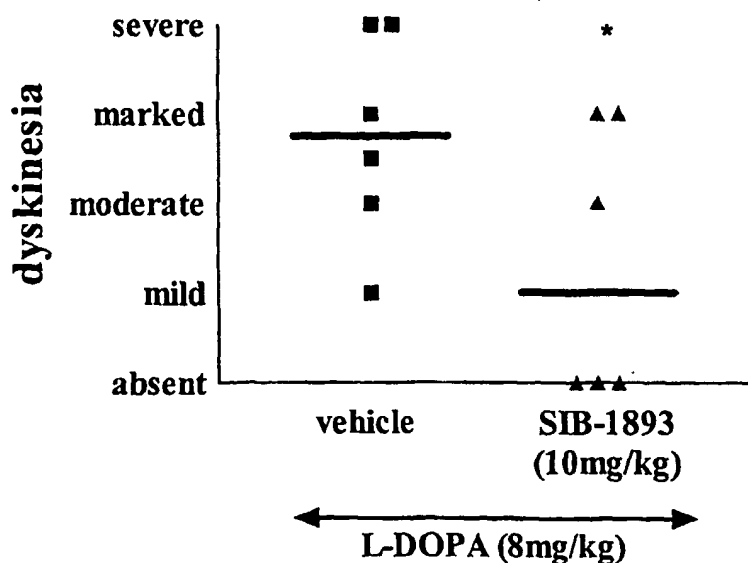 severe
*
marked
moderate
mild
absent
dyskinesia
vehicle
SIB-1893
(10mg/kg)
L-DOPA (8mg/kg)